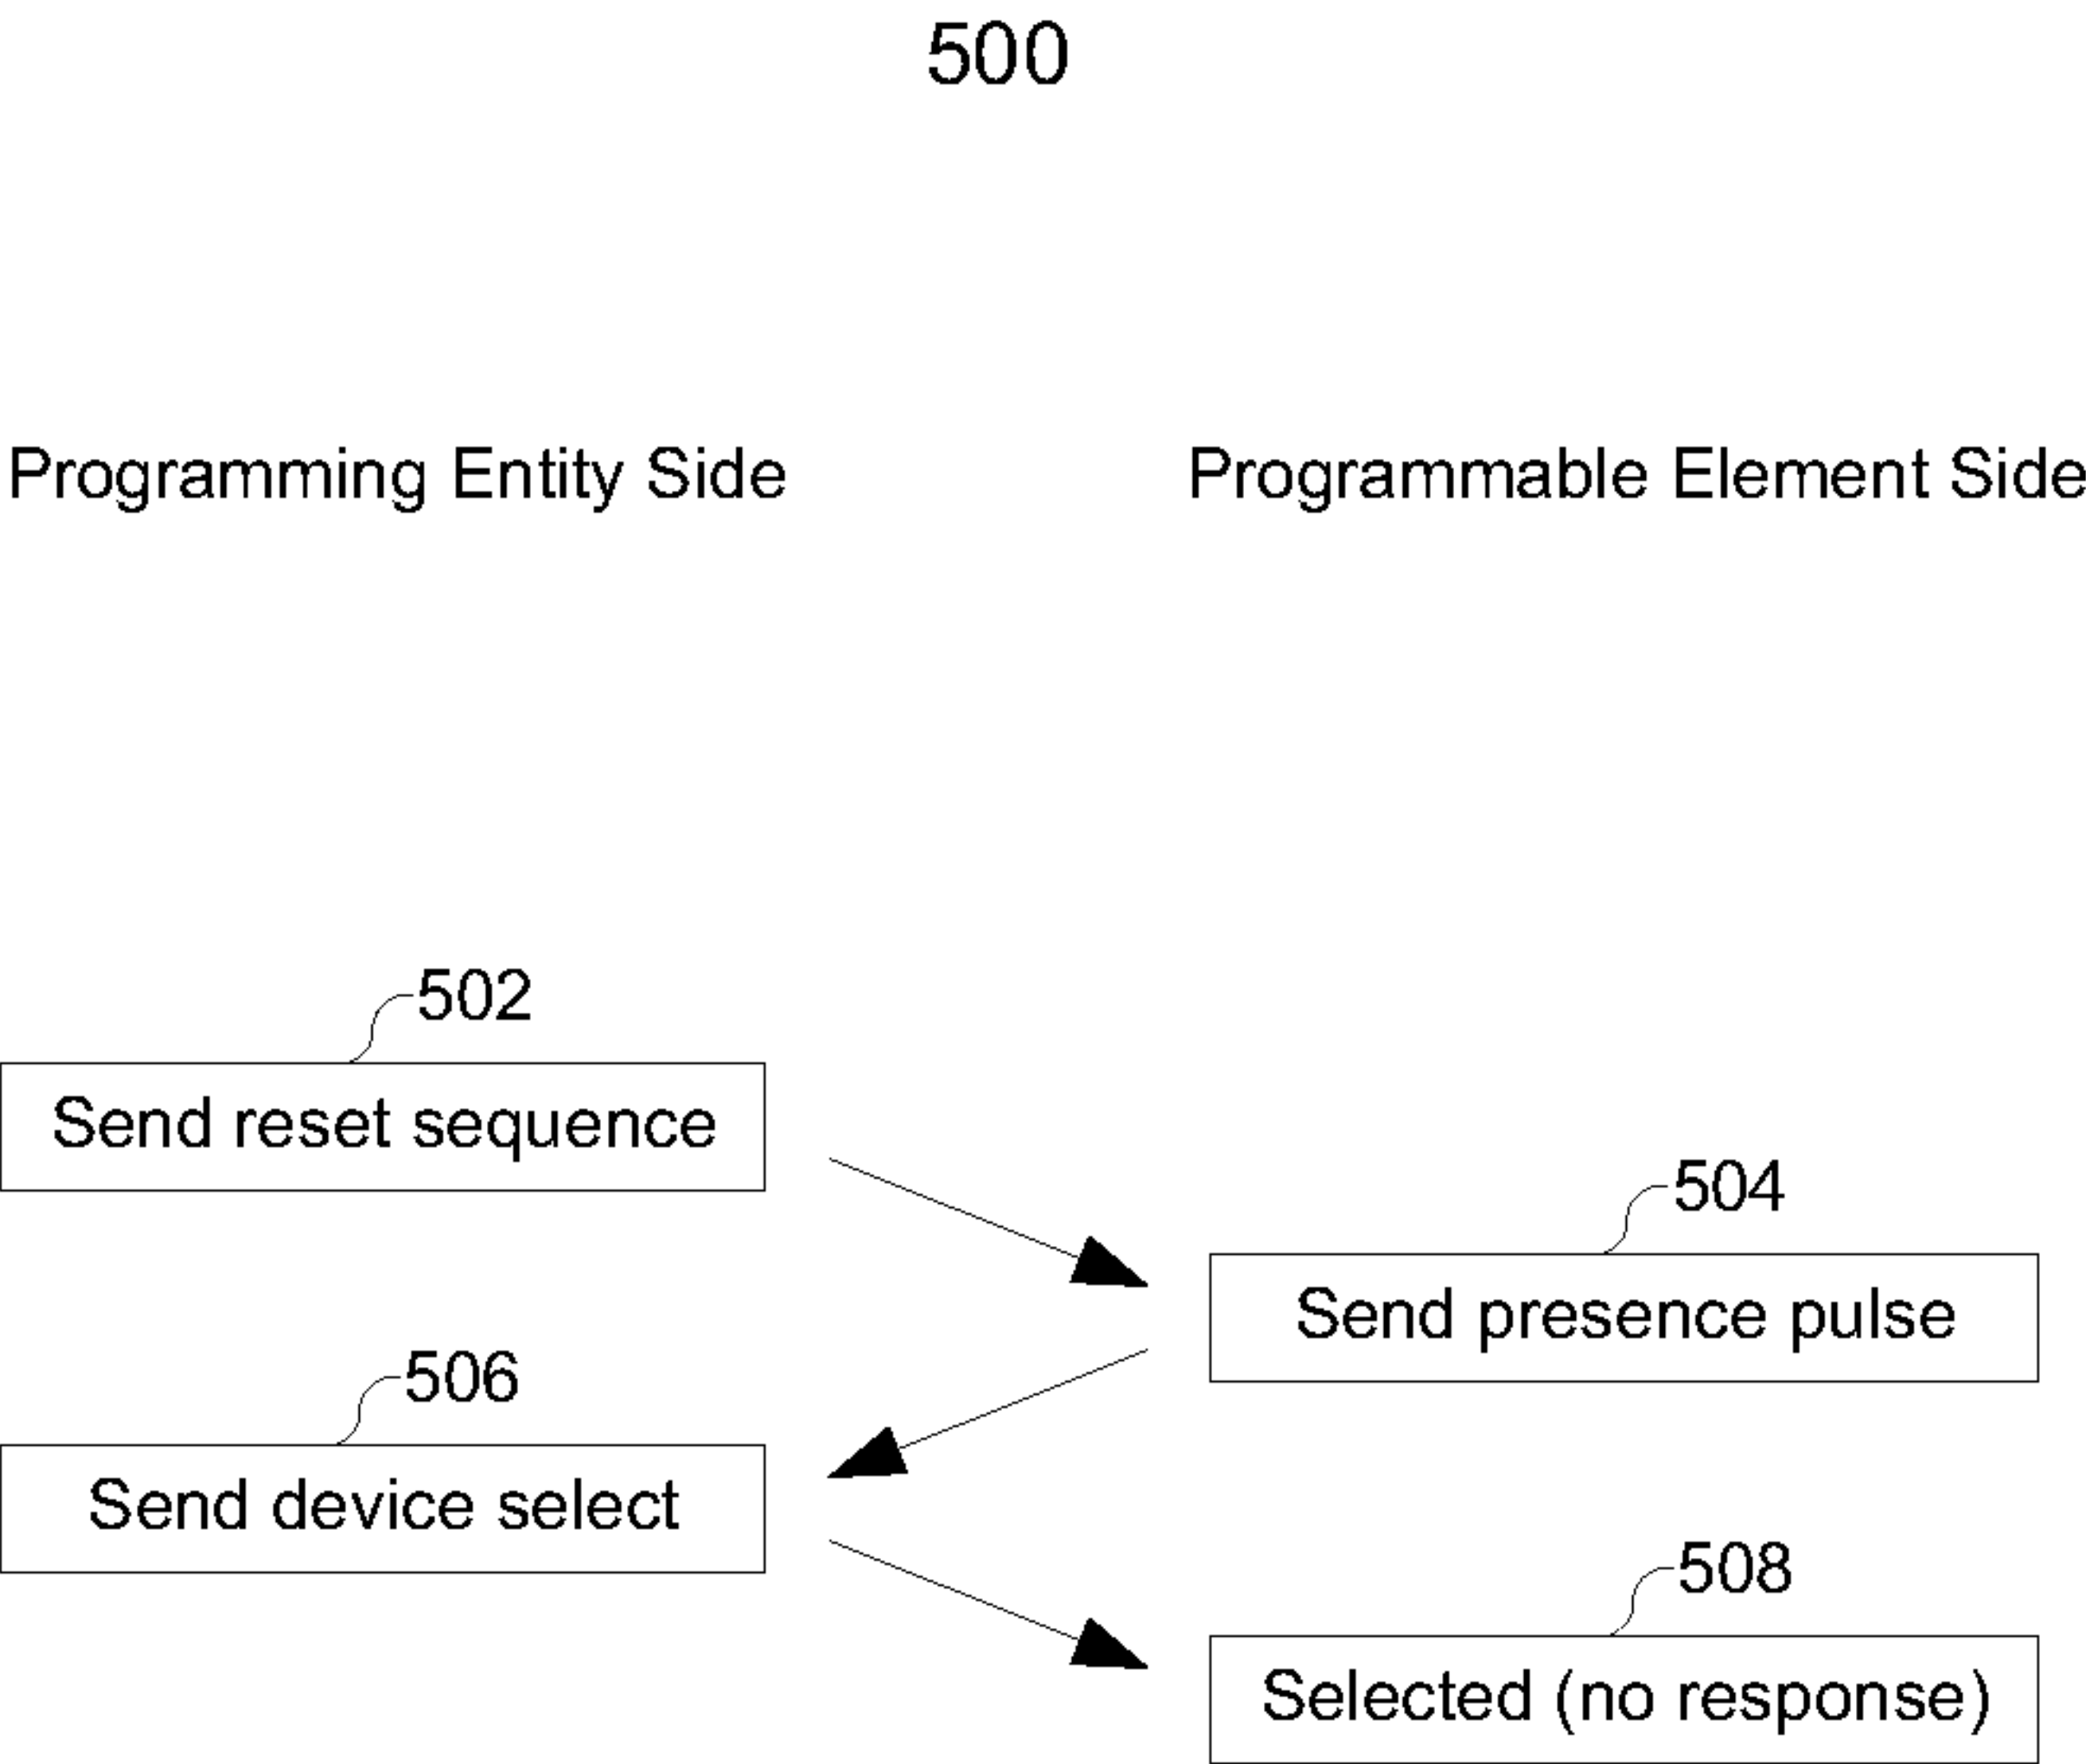 500
Programming Entity Side
Programmable Element Side
502
Send reset sequence
504
Send presence pulse
506
Send device select
508
Selected (no response)